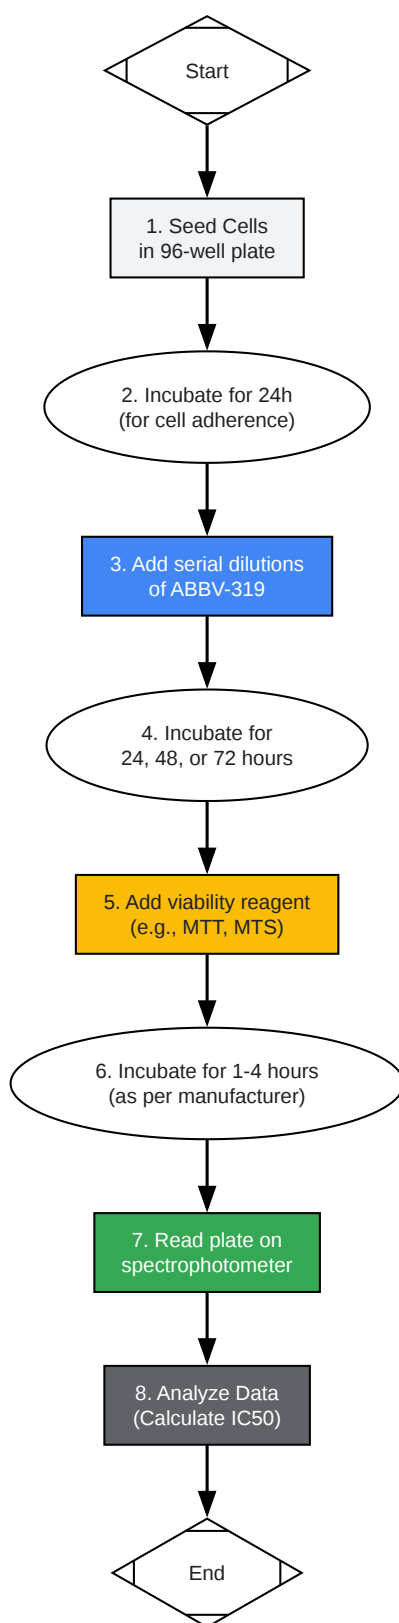 Start
1. Seed Cells
in 96-well plate
2. Incubate for 24h
(for cell adherence)
3. Add serial dilutions
of ABBV-319
4. Incubate for
24, 48, or 72 hours
5. Add viability reagent
(e.g., MTT, MTS)
6. Incubate for 1-4 hours
(as per manufacturer)
7. Read plate on
spectrophotometer
8. Analyze Data
(Calculate IC50)
End